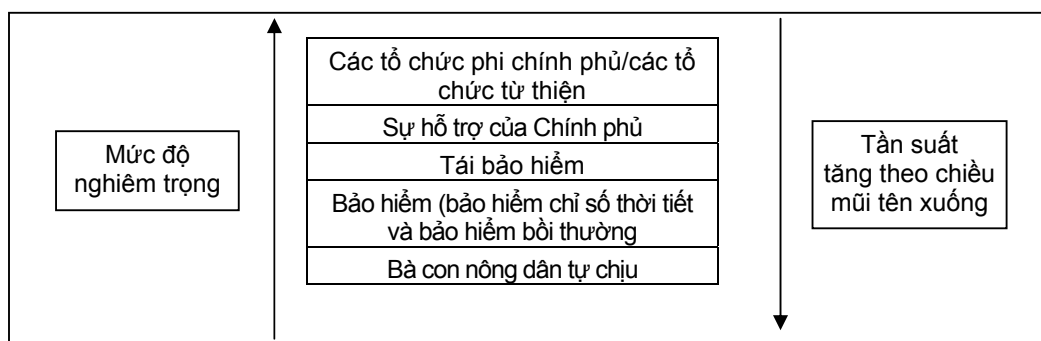 Mức độ
nghiêm trọng
Các tổ chức phi chính phủ/các tổ
chức từ thiện
Sự hỗ trợ của Chính phủ
Tái bảo hiểm
Bảo hiểm (bảo hiểm chỉ số thời tiết
và bảo hiểm bồi thường
Bà con nông dân tự chịu
Tần suất
tăng theo chiều
mũi tên xuống